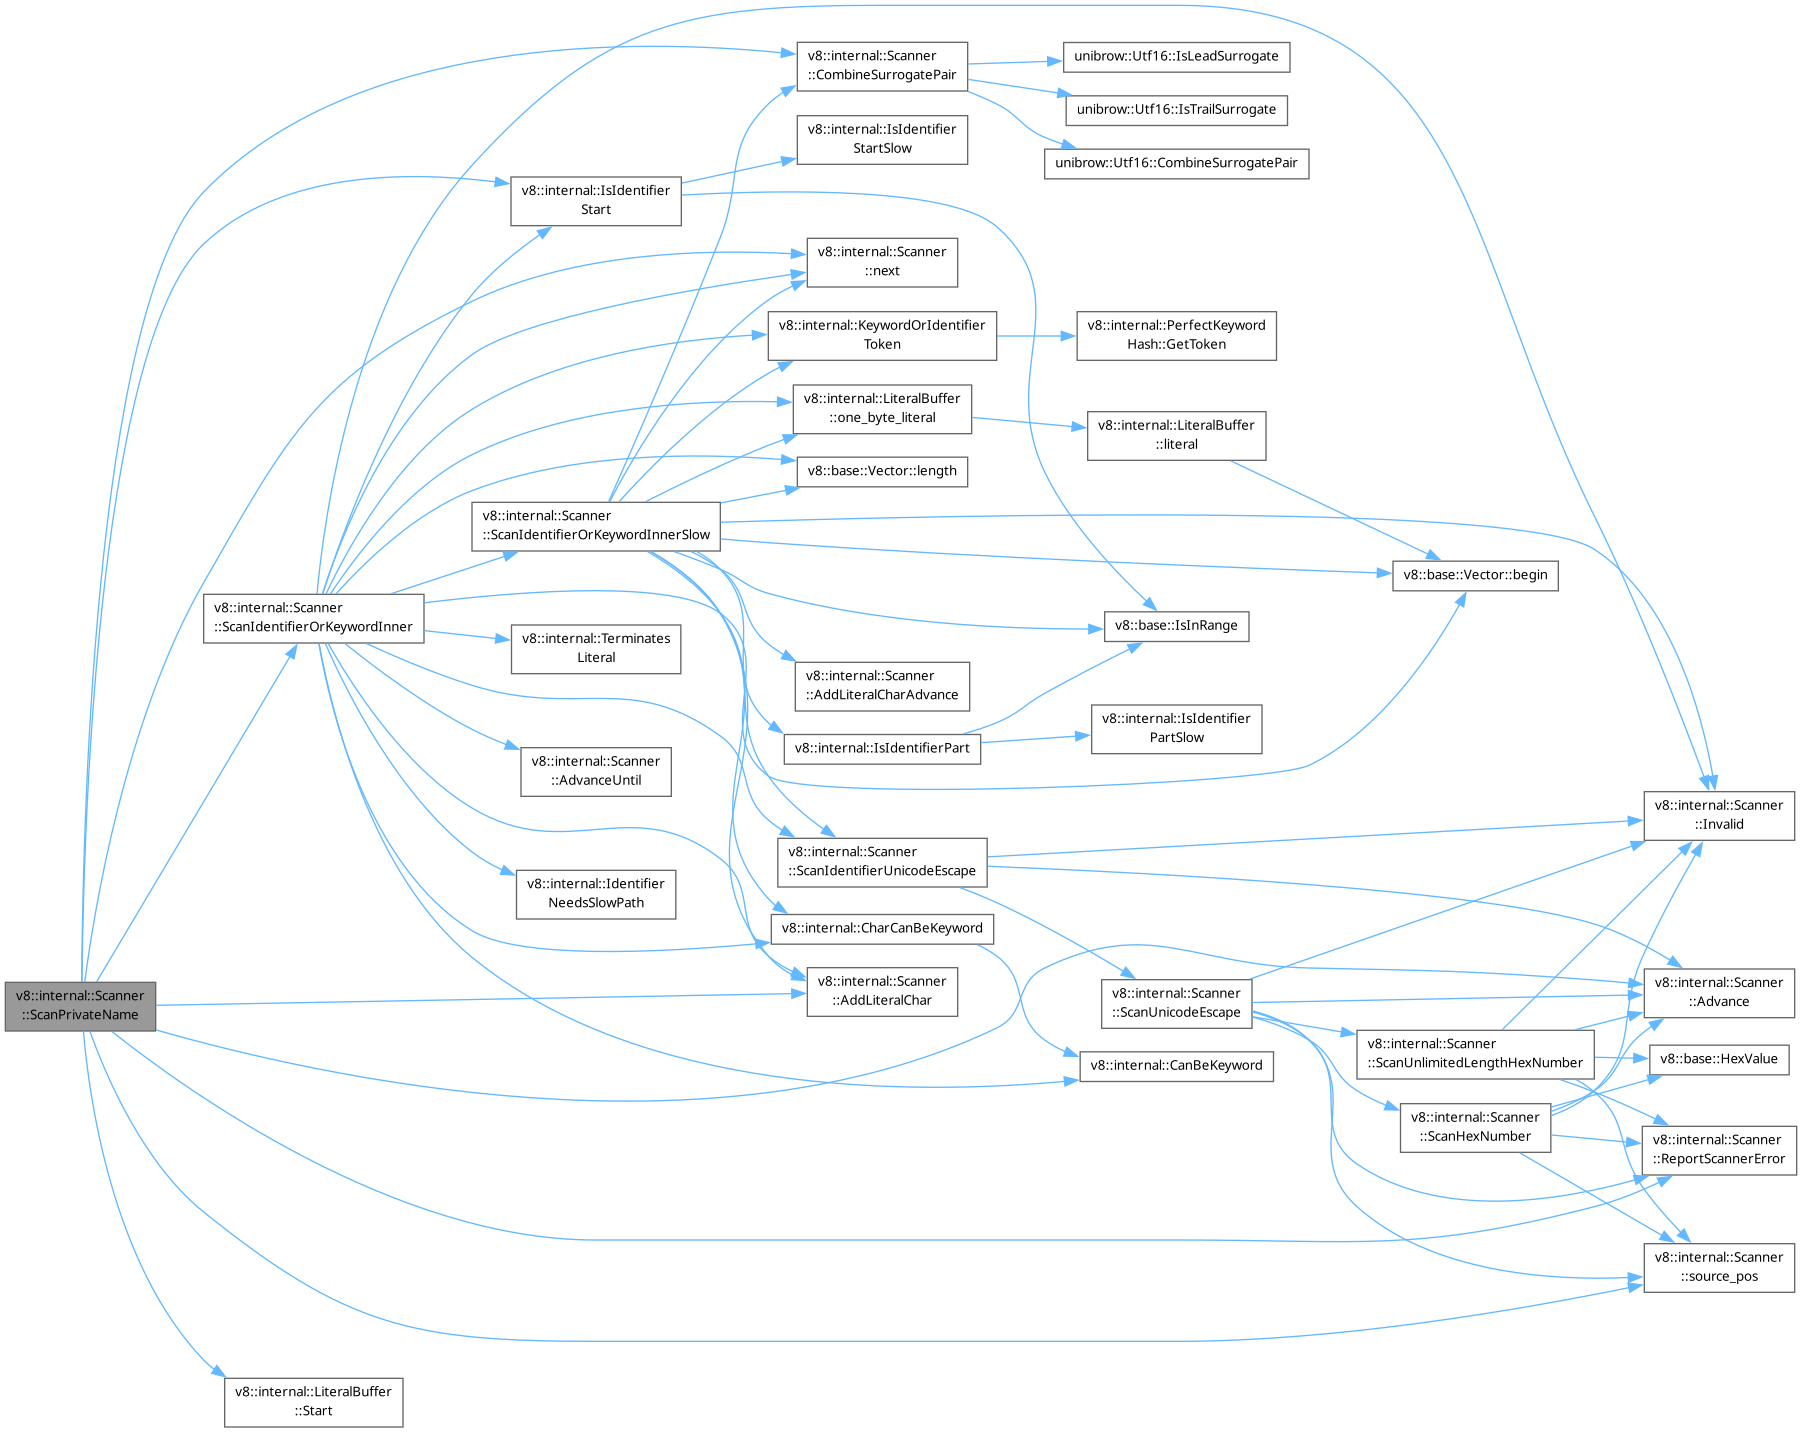 v8::internal::Scanner
::CombineSurrogatePair
unibrow::Utf16::IsLeadSurrogate
unibrow::Utf16::IsTrailSurrogate
v8::internal::IsIdentifier
StartSlow
unibrow::Utf16::CombineSurrogatePair
v8::internal::IsIdentifier
Start
v8::internal::Scanner
::next
v8::internal::KeywordOrIdentifier
Token
v8::internal::PerfectKeyword
Hash::GetToken
v8::internal::LiteralBuffer
::one_byte_literal
v8::internal::LiteralBuffer
::literal
v8::base::Vector::length
v8::internal::Scanner
::ScanIdentifierOrKeywordInnerSlow
v8::base::Vector::begin
v8::internal::Scanner
::ScanIdentifierOrKeywordInner
v8::base::IsInRange
v8::internal::Terminates
Literal
v8::internal::Scanner
::AddLiteralCharAdvance
v8::internal::IsIdentifier
PartSlow
v8::internal::IsIdentifierPart
v8::internal::Scanner
::AdvanceUntil
v8::internal::Scanner
::Invalid
v8::internal::Scanner
::ScanIdentifierUnicodeEscape
v8::internal::Identifier
NeedsSlowPath
v8::internal::CharCanBeKeyword
v8::internal::Scanner
::AddLiteralChar
v8::internal::Scanner
::ScanPrivateName
v8::internal::Scanner
::ScanUnicodeEscape
v8::internal::Scanner
::Advance
v8::internal::Scanner
::ScanUnlimitedLengthHexNumber
v8::base::HexValue
v8::internal::CanBeKeyword
v8::internal::Scanner
::ScanHexNumber
v8::internal::Scanner
::ReportScannerError
v8::internal::Scanner
::source_pos
v8::internal::LiteralBuffer
::Start